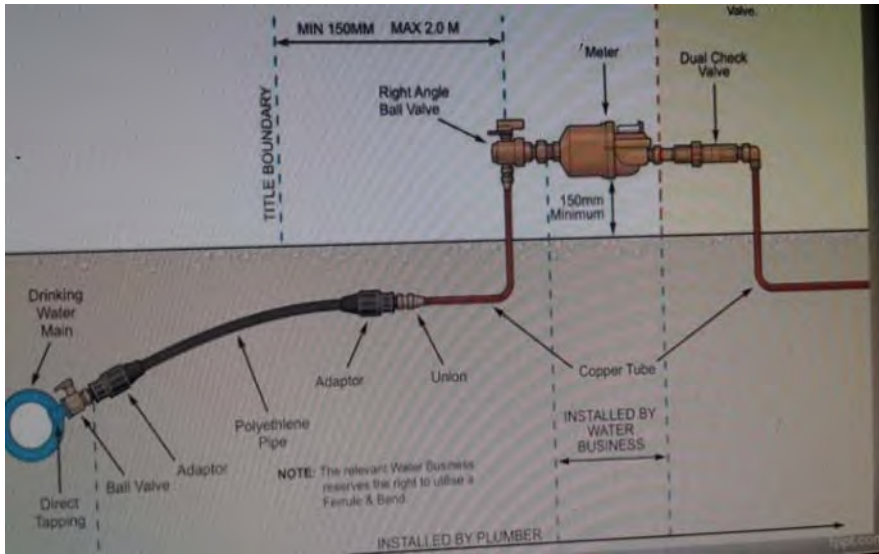 Valve.
MIN 150MM MAX 2.0 M
Meter
Dual Check
Valve
Right Angle
Ball Valve
TITLE BOUNDARY
150mm
Minimum
Drinking
Water
Main
Adaptor
Union
Copper Tube
Polyethlene
Pipe
INSTALLED BY
WATER
BUSINESS
Adaptor
Ball Valve
Direct
Tapping
NOTE: The relevant Water Business
reserves the right to utilise a
Ferrule & Bend.
INSTALLED BY PLUMBER